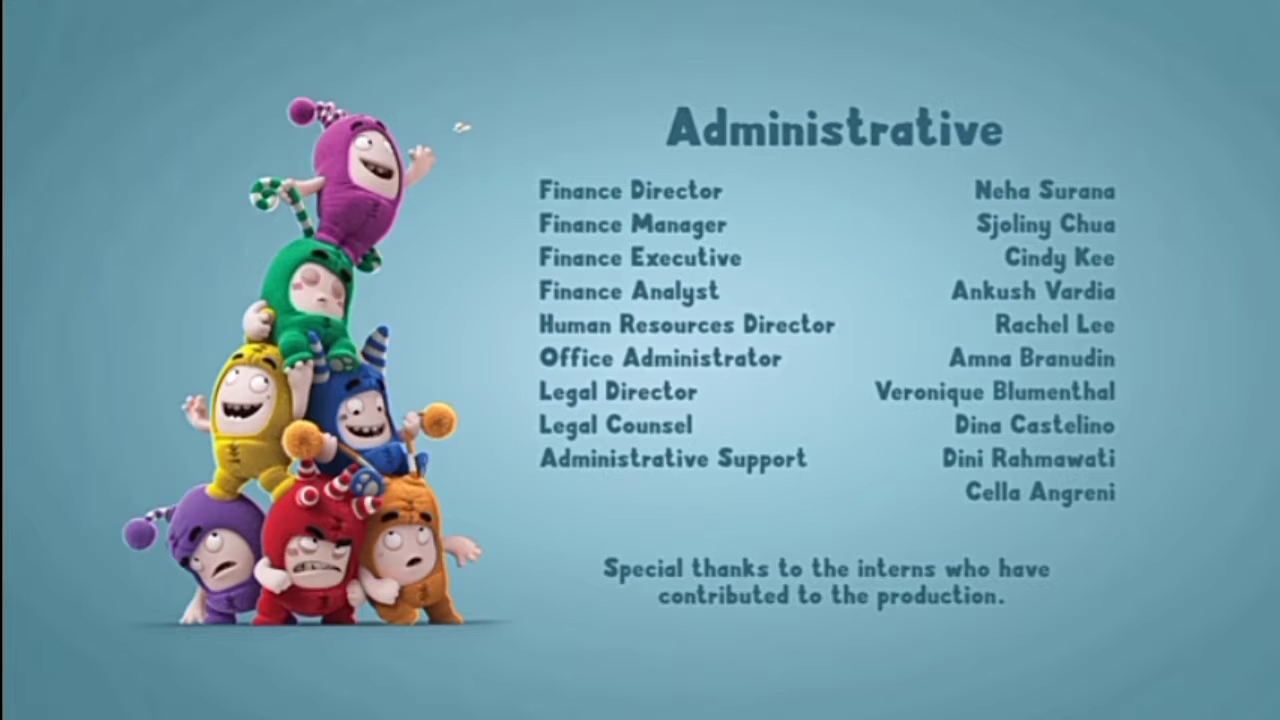 Administrative
Finance Director Neha Surana
Finance Manager Sjoliny Chua
Finance Executive Cindy Kee
Finance Analyst Ankush Vardia
Human Resources Director Rachel Lee
Office Administrator Amna Branudin
Legal Director Veronique Blumenthal
Legal Counsel Dina Castelino
Administrative Support Dini Rahmawati
Cella Angreni
Special thanks to the interns who have
contributed to the production.